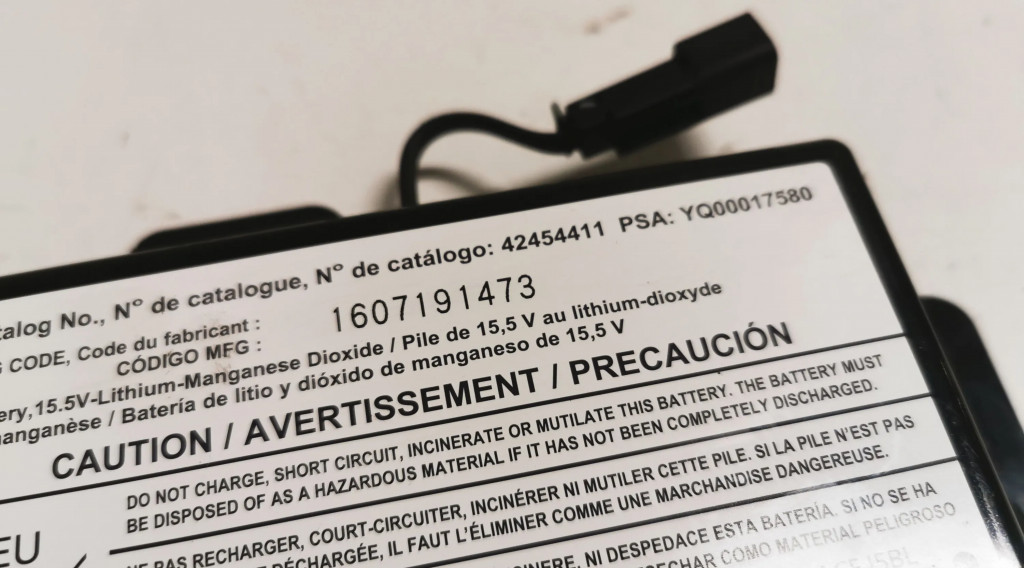 talog No., N° de catalogue, N° de catálogo: 42454411 PSA: YQ00017580
CODE, Code du fabricant :
CÓDIGO MFG : 1607191473
ery,15.5V-Lithium-Manganese Dioxide / Pile de 15,5 V au lithium-dioxyde
anganèse / Batería de litio y dióxido de manganeso de 15,5 V
CAUTION / AVERTISSEMENT / PRECAUCIÓN
DO NOT CHARGE, SHORT CIRCUIT, INCINERATE OR MUTILATE THIS BATTERY. THE BATTERY MUST
BE DISPOSED OF AS A HAZARDOUS MATERIAL IF IT HAS NOT BEEN COMPLETELY DISCHARGED.
EU
NE PAS RECHARGER, COURT-CIRCUITER, INCINÉRER NI MUTILER CETTE PILE. SI LA PILE N'EST PAS
DÉCHARGÉE, IL FAUT L'ÉLIMINER COMME UNE MARCHANDISE DANGEREUSE.
INERE, NI DESPEDACE ESTA BATERÍA. SI NO SE HA
SECHAR COMO MATERIAL PELIGROSO